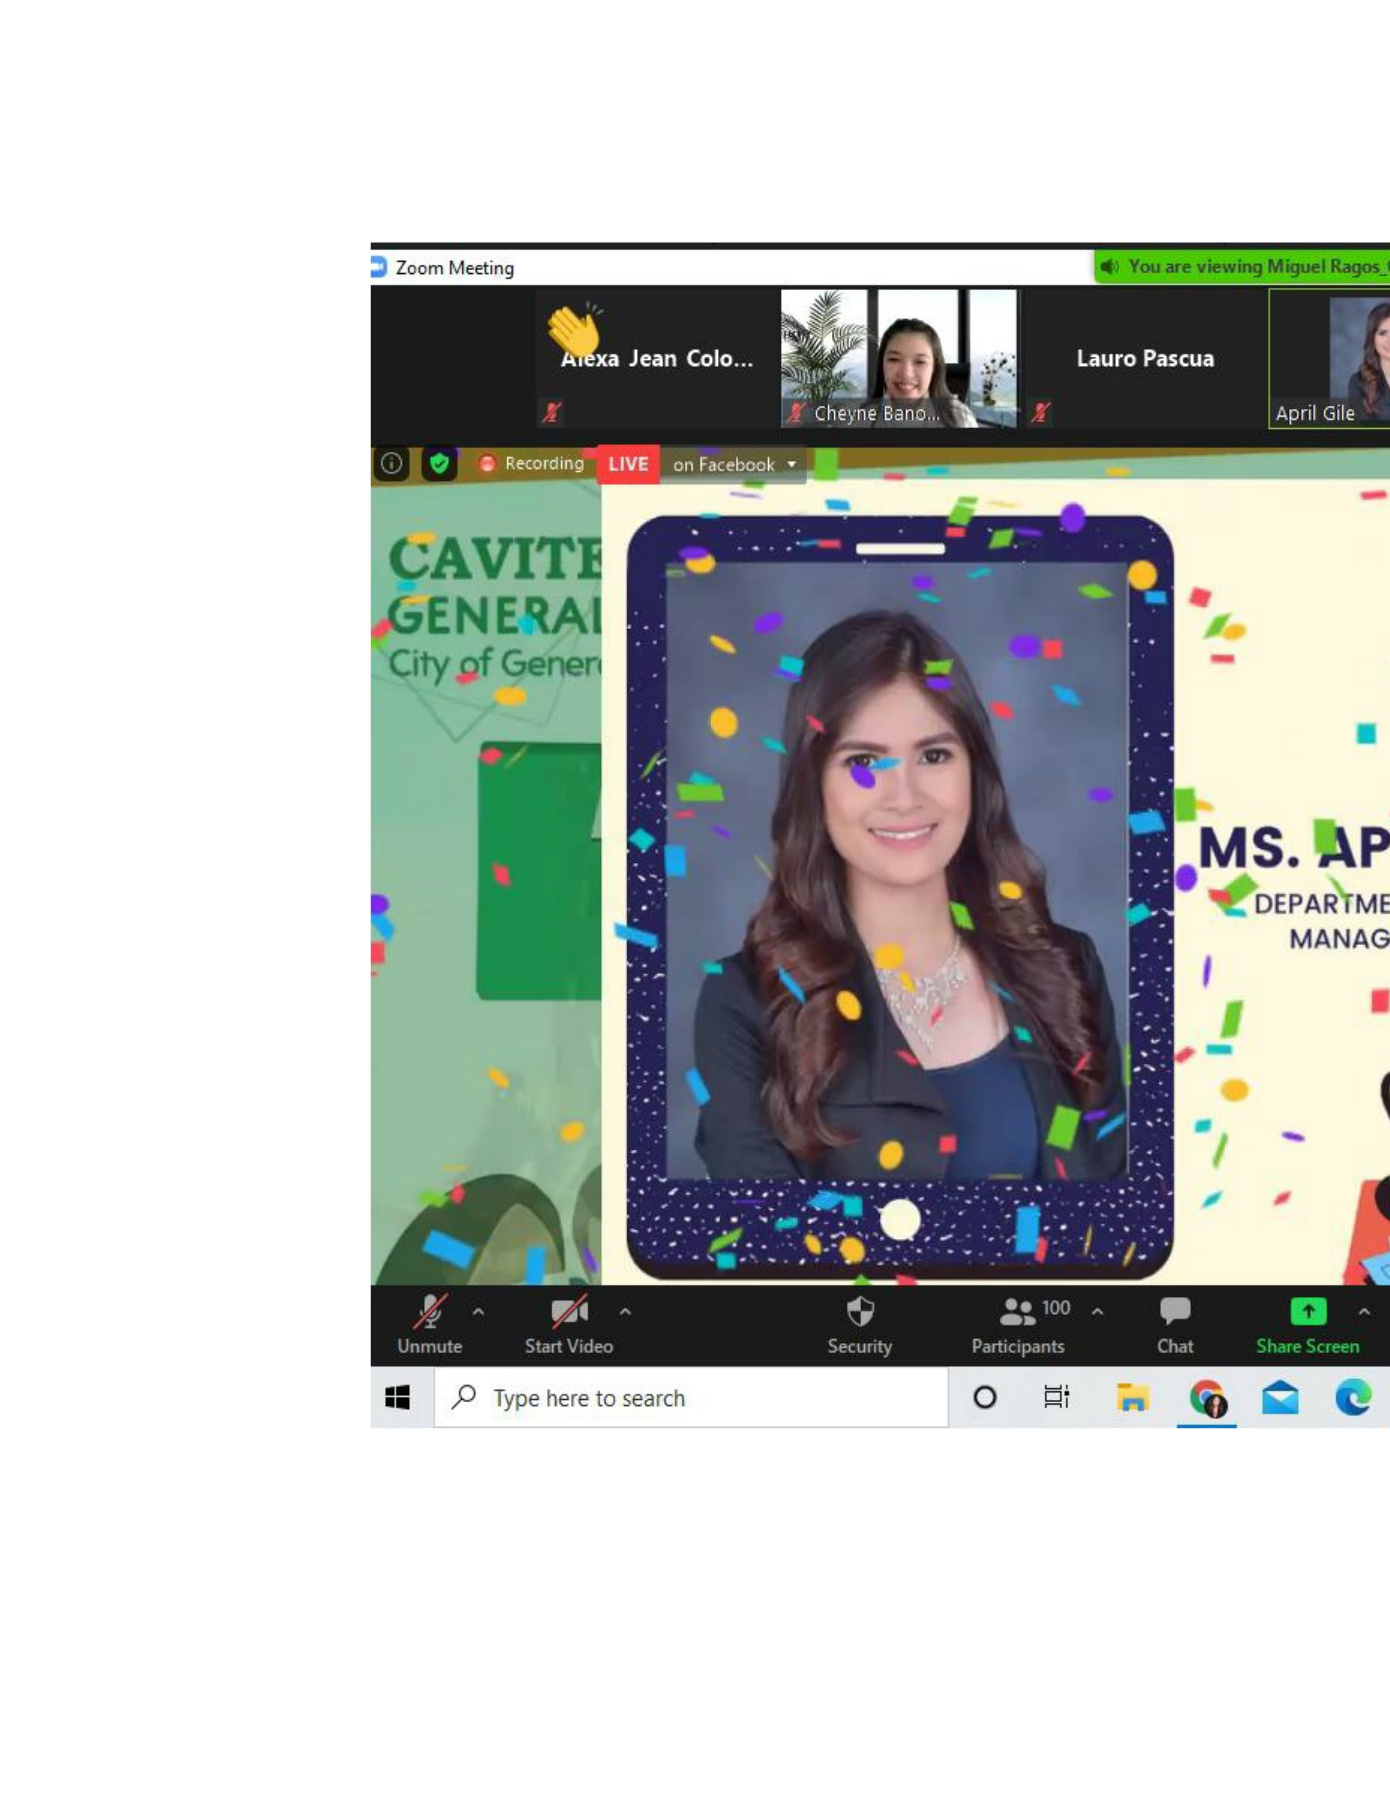 Zoom Meeting
You are viewing Miguel Ragos_
Alexa Jean Colo...
Cheyne Bano...
Lauro Pascua
April Gile
Recording
LIVE
on Facebook
CAVITE
GENERAL
City of Gener
MS. AP
DEPARTME
MANAG
Unmute
Start Video
Security
100
Participants
Chat
Share Screen
Type here to search